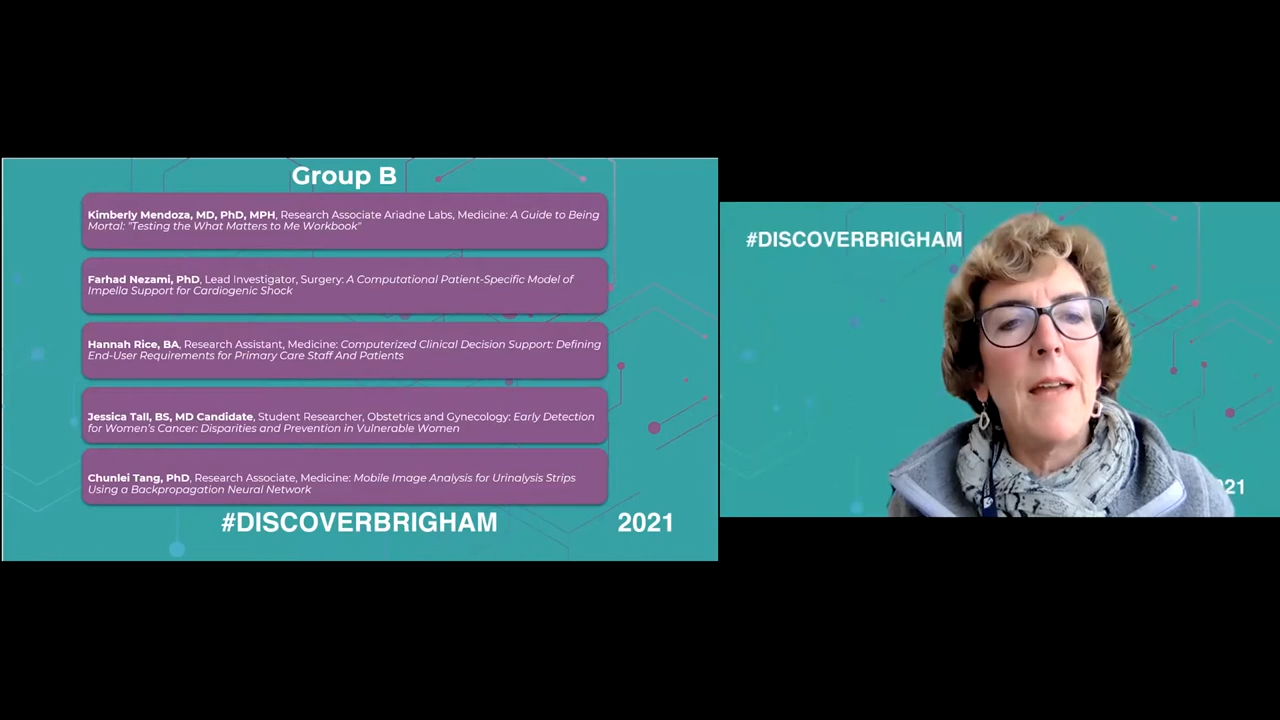 Group B
Kimberly Mendoza, MD, PhD, MPH, Research Associate Ariadne Labs, Medicine: A Guide to Being
Mortal: "Testing the What Matters to Me Workbook"
Farhad Nezami, PhD, Lead Investigator, Surgery: A Computational Patient-Specific Model of
Impella Support for Cardiogenic Shock
Hannah Rice, BA, Research Assistant, Medicine: Computerized Clinical Decision Support: Defining
End-User Requirements for Primary Care Staff And Patients
Jessica Tall, BS, MD Candidate, Student Researcher, Obstetrics and Gynecology: Early Detection
for Women's Cancer: Disparities and Prevention in Vulnerable Women
Chunlei Tang, PhD, Research Associate, Medicine: Mobile Image Analysis for Urinalysis Strips
Using a Backpropagation Neural Network
#DISCOVERBRIGHAM 2021
#DISCOVERBRIGHAM
21